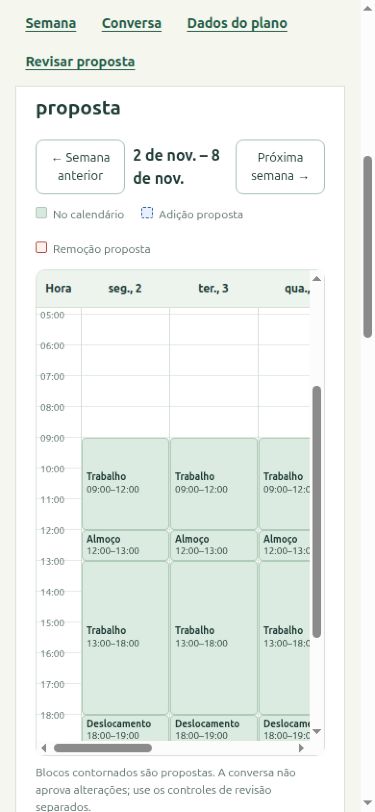 Semana Conversa Dados do plano
Revisar proposta
proposta
← Semana anterior
2 de nov. – 8 de nov.
Próxima semana →
No calendário Adição proposta
Remoção proposta
Hora seg., 2 ter., 3 qua.,
05:00
06:00
07:00
08:00
09:00
10:00 Trabalho Trabalho Trabalho
09:00–12:00 09:00–12:00 09:00–12:0
11:00
12:00
Almoço Almoço Almoço
12:00–13:00 12:00–13:00 12:00–13:0
13:00
14:00
15:00
Trabalho Trabalho Trabalho
13:00–18:00 13:00–18:00 13:00–18:0
16:00
17:00
18:00
Deslocamento Deslocamento Deslocame
18:00–19:00 18:00–19:00 18:00–19:0
Blocos contornados são propostas. A conversa não
aprova alterações; use os controles de revisão
separados.